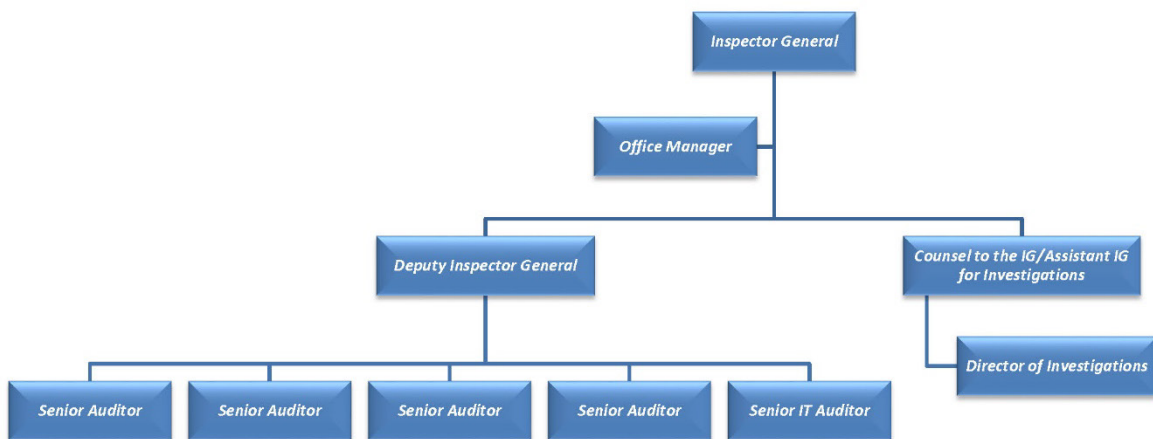 Inspector General
Office Manager
Deputy Inspector General
Counsel to the IG/Assistant IG
for Investigations
Director of Investigations
Senior Auditor
Senior Auditor
Senior Auditor
Senior Auditor
Senior IT Auditor